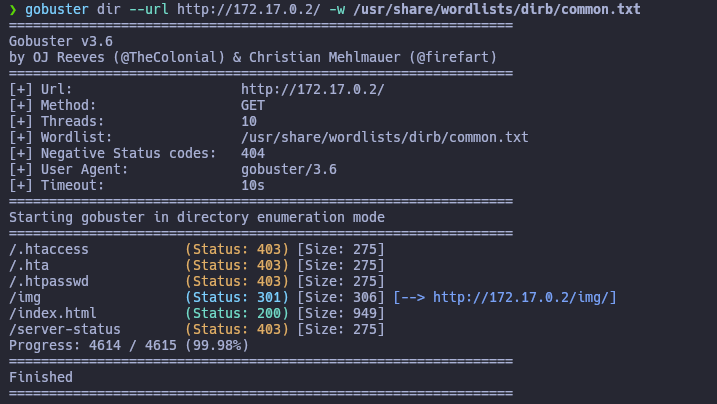 ❯ gobuster dir --url http://172.17.0.2/ -w /usr/share/wordlists/dirb/common.txt
===============================================================
Gobuster v3.6
by OJ Reeves (@TheColonial) & Christian Mehlmauer (@firefart)
===============================================================
[+] Url:                     http://172.17.0.2/
[+] Method:                  GET
[+] Threads:                 10
[+] Wordlist:                /usr/share/wordlists/dirb/common.txt
[+] Negative Status codes:   404
[+] User Agent:              gobuster/3.6
[+] Timeout:                 10s
===============================================================
Starting gobuster in directory enumeration mode
===============================================================
/.htaccess            (Status: 403) [Size: 275]
/.hta                 (Status: 403) [Size: 275]
/.htpasswd            (Status: 403) [Size: 275]
/img                  (Status: 301) [Size: 306] [--> http://172.17.0.2/img/]
/index.html           (Status: 200) [Size: 949]
/server-status        (Status: 403) [Size: 275]
Progress: 4614 / 4615 (99.98%)
===============================================================
Finished
===============================================================